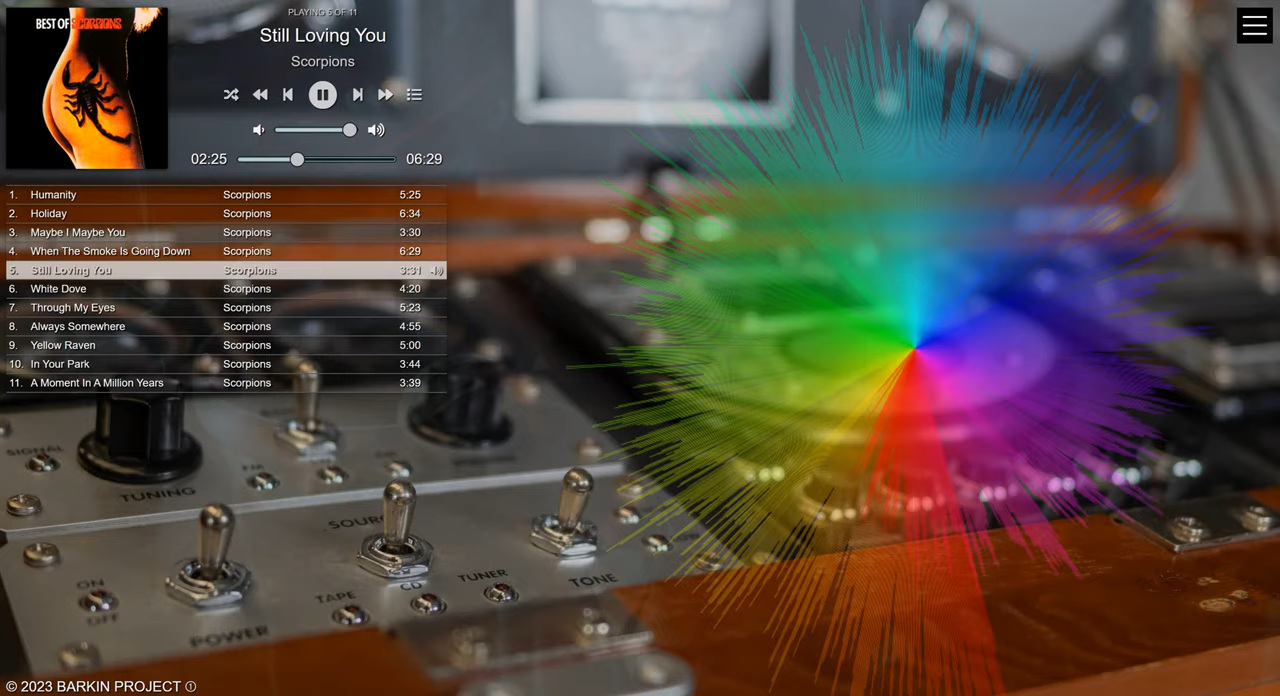 BEST OF SCORPIONS
PLAYING 5 OF 11
Still Loving You
Scorpions
02:25 06:29
1. Humanity Scorpions 5:25
2. Holiday Scorpions 6:34
3. Maybe I Maybe You Scorpions 3:30
4. When The Smoke Is Going Down Scorpions 6:29
5. Still Loving You Scorpions 3:31
6. White Dove Scorpions 4:20
7. Through My Eyes Scorpions 5:23
8. Always Somewhere Scorpions 4:55
9. Yellow Raven Scorpions 5:00
10. In Your Park Scorpions 3:44
11. A Moment In A Million Years Scorpions 3:39
SIGNAL
TUNING
FM
SOURC
ON
OFF
TAPE CD TUNER TONE
POWER
© 2023 BARKIN PROJECT